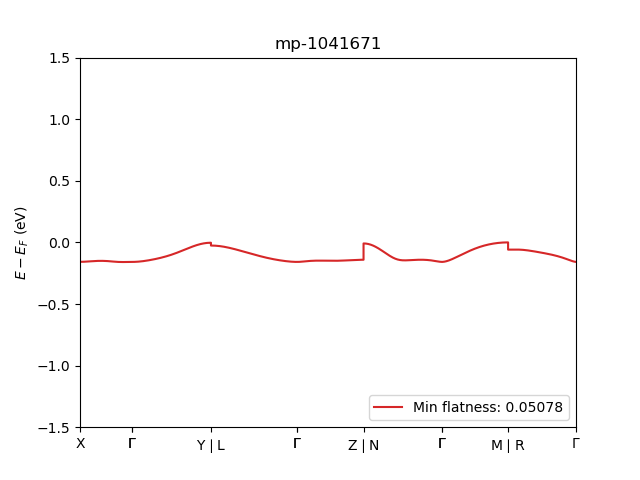 mp-1041671
E − E_F (eV)
1.5
1.0
0.5
0.0
−0.5
−1.0
−1.5
Min flatness: 0.05078
X Γ Y | L Γ Z | N Γ M | R Γ